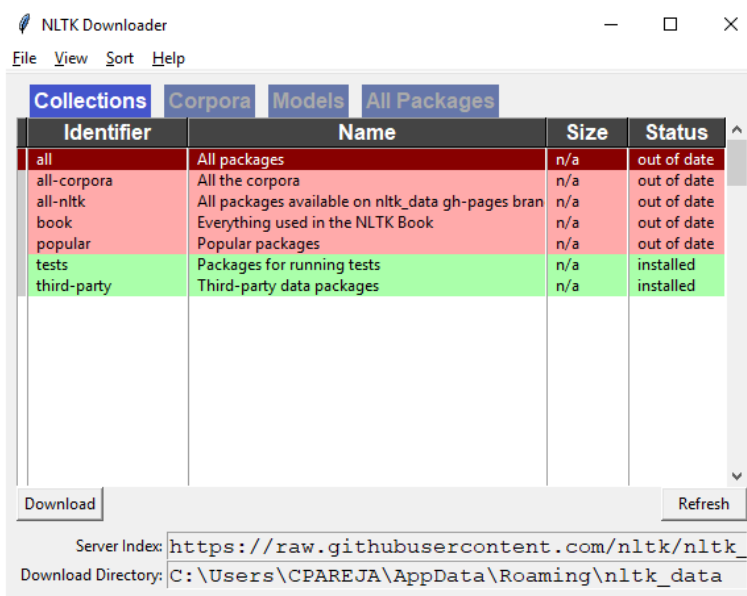 NLTK Downloader
File View Sort Help
Collections Corpora Models All Packages
Identifier Name Size Status
all All packages n/a out of date
all-corpora All the corpora n/a out of date
all-nltk All packages available on nltk_data gh-pages bran n/a out of date
book Everything used in the NLTK Book n/a out of date
popular Popular packages n/a out of date
tests Packages for running tests n/a installed
third-party Third-party data packages n/a installed
Download Refresh
Server Index: https://raw.githubusercontent.com/nltk/nltk_
Download Directory: C:\Users\CPAREJA\AppData\Roaming\nltk_data